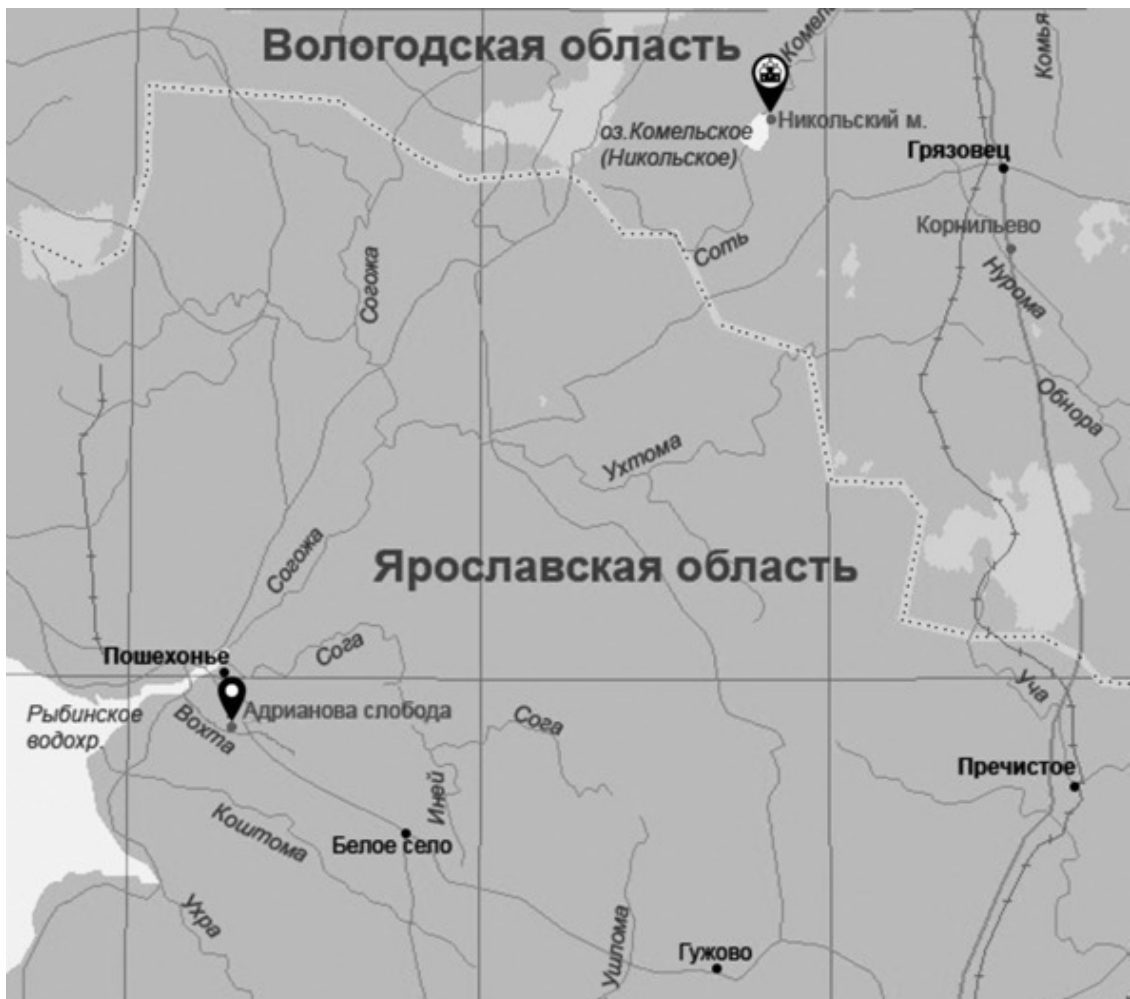 Вологодская область
Комела
Комья
оз.Комельское
(Никольское)
Никольский м.
Грязовец
Корнильево
Соть
Нурома
Согожа
Обнора
Ухтома
Согожа
Ярославская область
Пошехонье
Сога
Уча
Рыбинское
водохр.
Вохта
Адрианова слобода
Сога
Пречистое
Иней
Коштома
Белое село
Ухра
Ушлома
Гужово